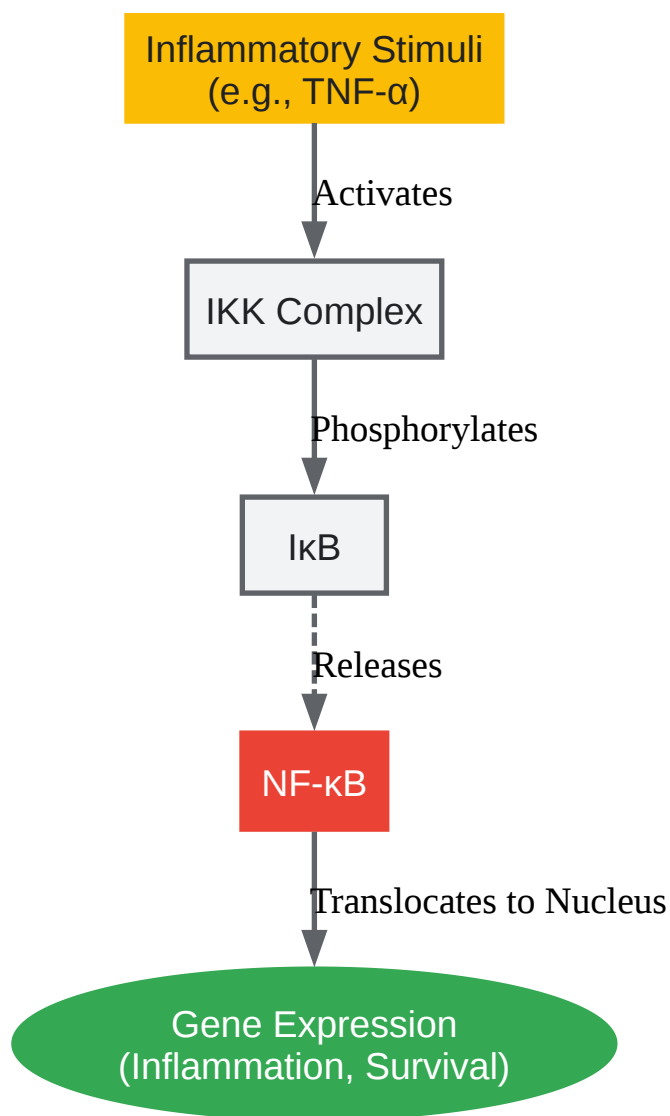 Inflammatory Stimuli
(e.g., TNF-α)
Activates
IKK Complex
Phosphorylates
IκB
Releases
NF-κB
Translocates to Nucleus
Gene Expression
(Inflammation, Survival)